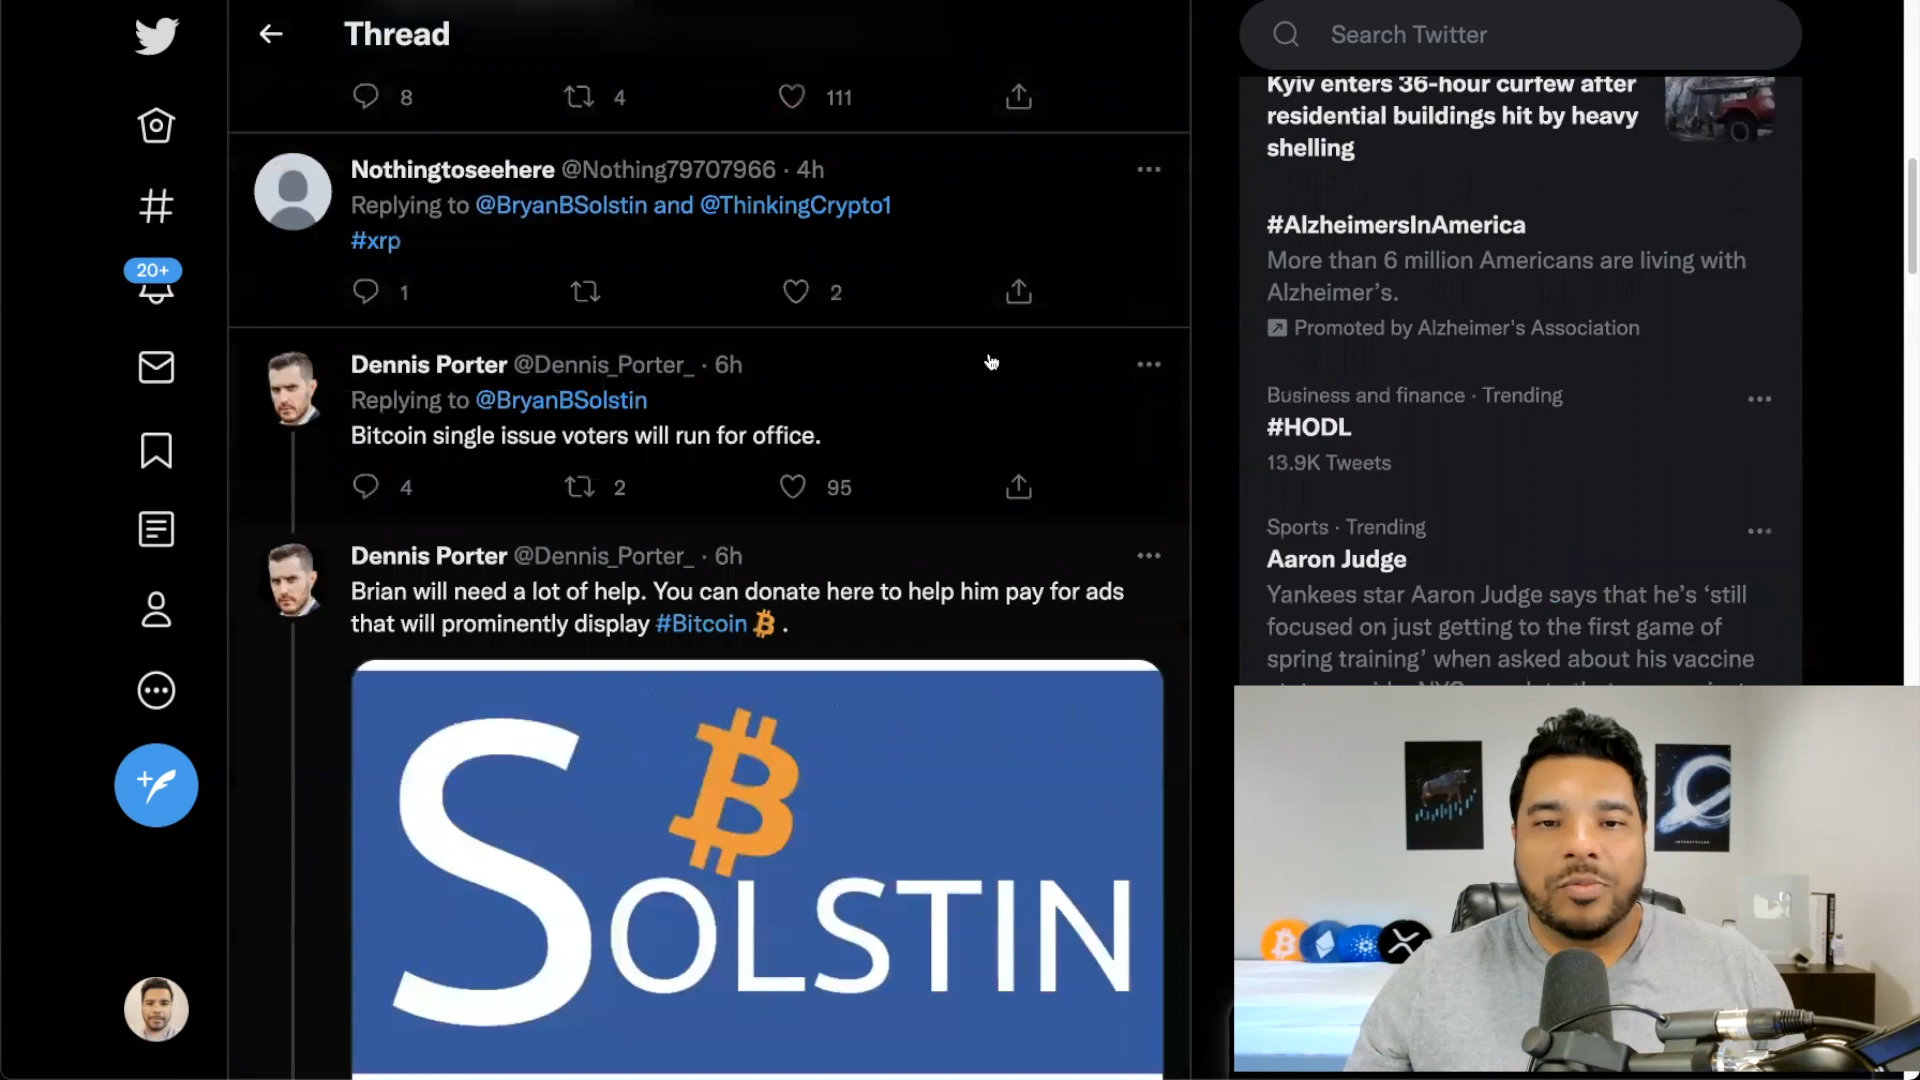 Thread
Search Twitter
8
4
111
Nothingtoseehere @Nothing79707966 · 4h
Replying to @BryanBSolstin and @ThinkingCrypto1
#xrp
1
2
20+
Dennis Porter @Dennis_Porter_ · 6h
Replying to @BryanBSolstin
Bitcoin single issue voters will run for office.
4
2
95
Dennis Porter @Dennis_Porter_ · 6h
Brian will need a lot of help. You can donate here to help him pay for ads
that will prominently display #Bitcoin .
SOLSTIN
Kyiv enters 36-hour curfew after
residential buildings hit by heavy
shelling
#AlzheimersInAmerica
More than 6 million Americans are living with
Alzheimer's.
Promoted by Alzheimer's Association
Business and finance · Trending
#HODL
13.9K Tweets
Sports · Trending
Aaron Judge
Yankees star Aaron Judge says that he's ‘still
focused on just getting to the first game of
spring training’ when asked about his vaccine
INTERSTELLAR